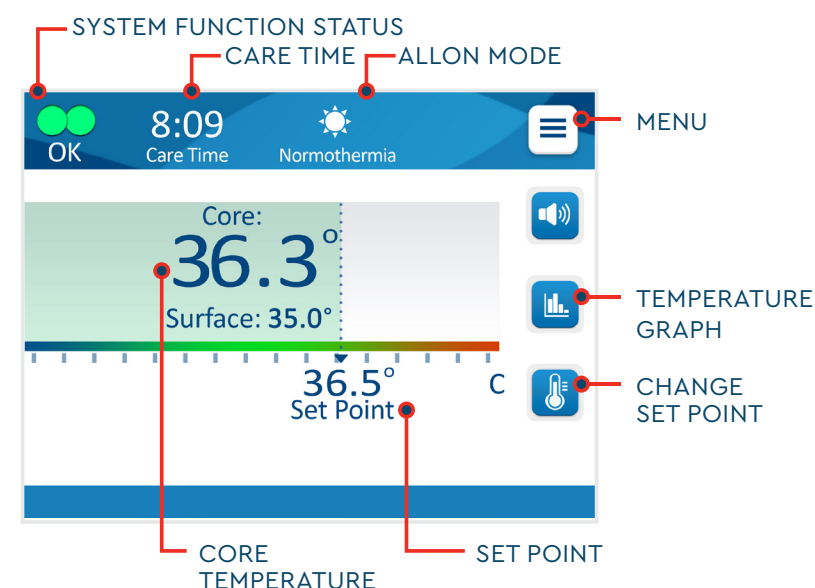 SYSTEM FUNCTION STATUS
CARE TIME
ALLON MODE
OK
8:09
Care Time
Normothermia
MENU
Core:
36.3°
Surface: 35.0°
TEMPERATURE
GRAPH
36.5°
Set Point
C
CHANGE
SET POINT
CORE
TEMPERATURE
SET POINT